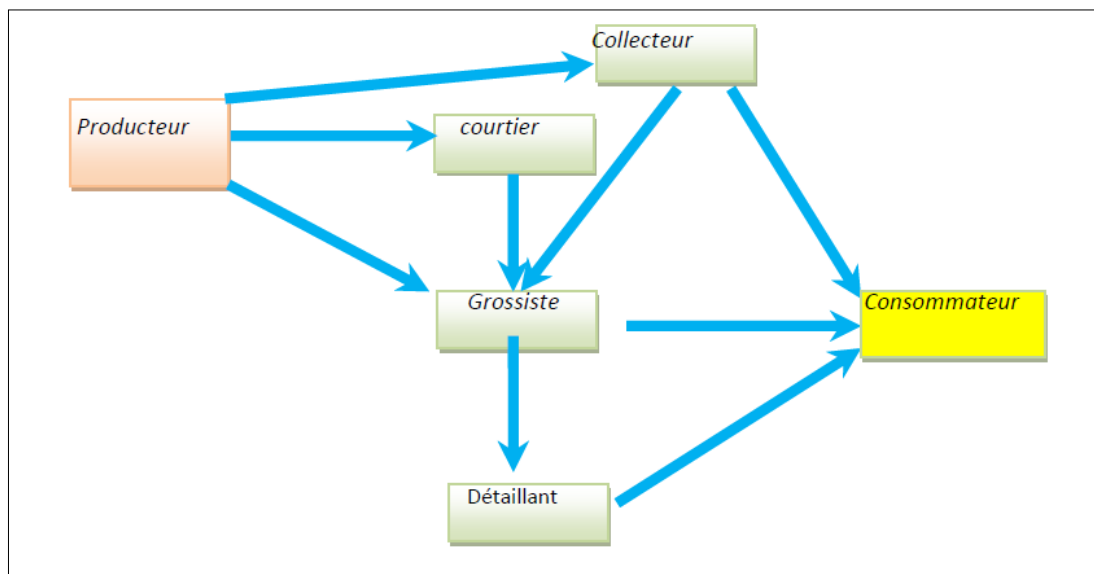 Collecteur
Producteur
courtier
Grossiste
Consommateur
Détaillant